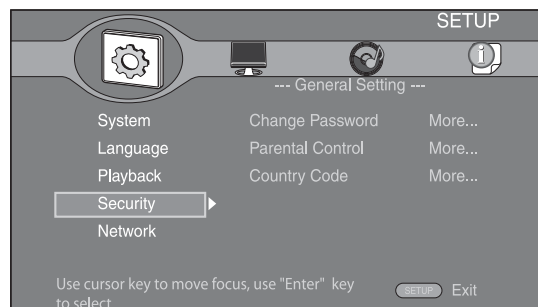 SETUP
--- General Setting ---
System Change Password More...
Language Parental Control More...
Playback Country Code More...
Security
Network
Use cursor key to move focus, use "Enter" key
to select
SETUP Exit